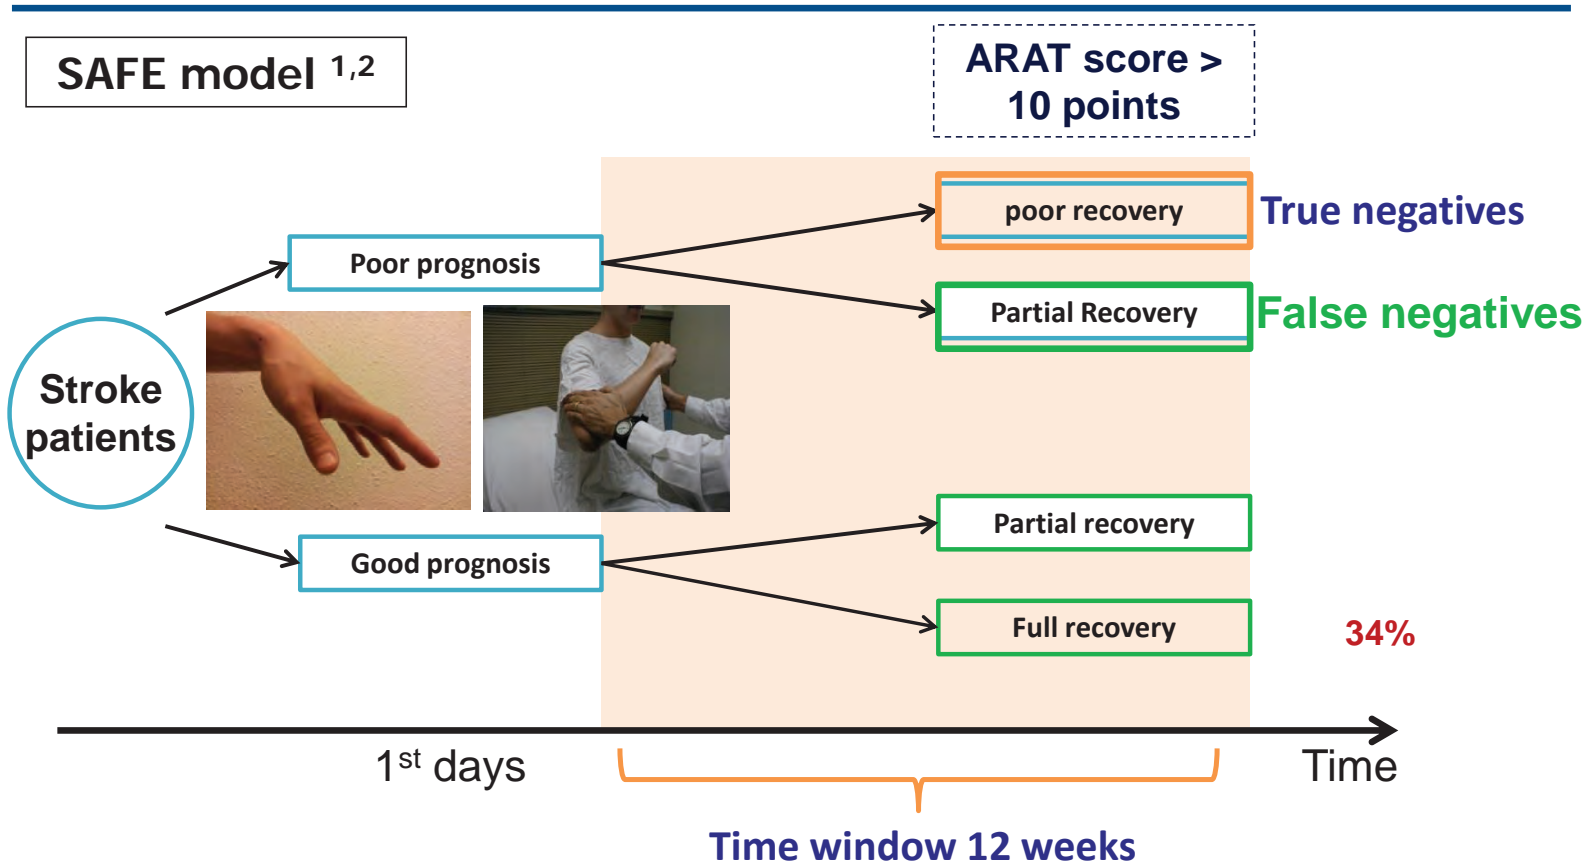 SAFE model 1,2
ARAT score >
10 points
poor recovery
True negatives
Poor prognosis
Partial Recovery
False negatives
Stroke
patients
Partial recovery
Good prognosis
Full recovery
34%
1st days
Time
Time window 12 weeks